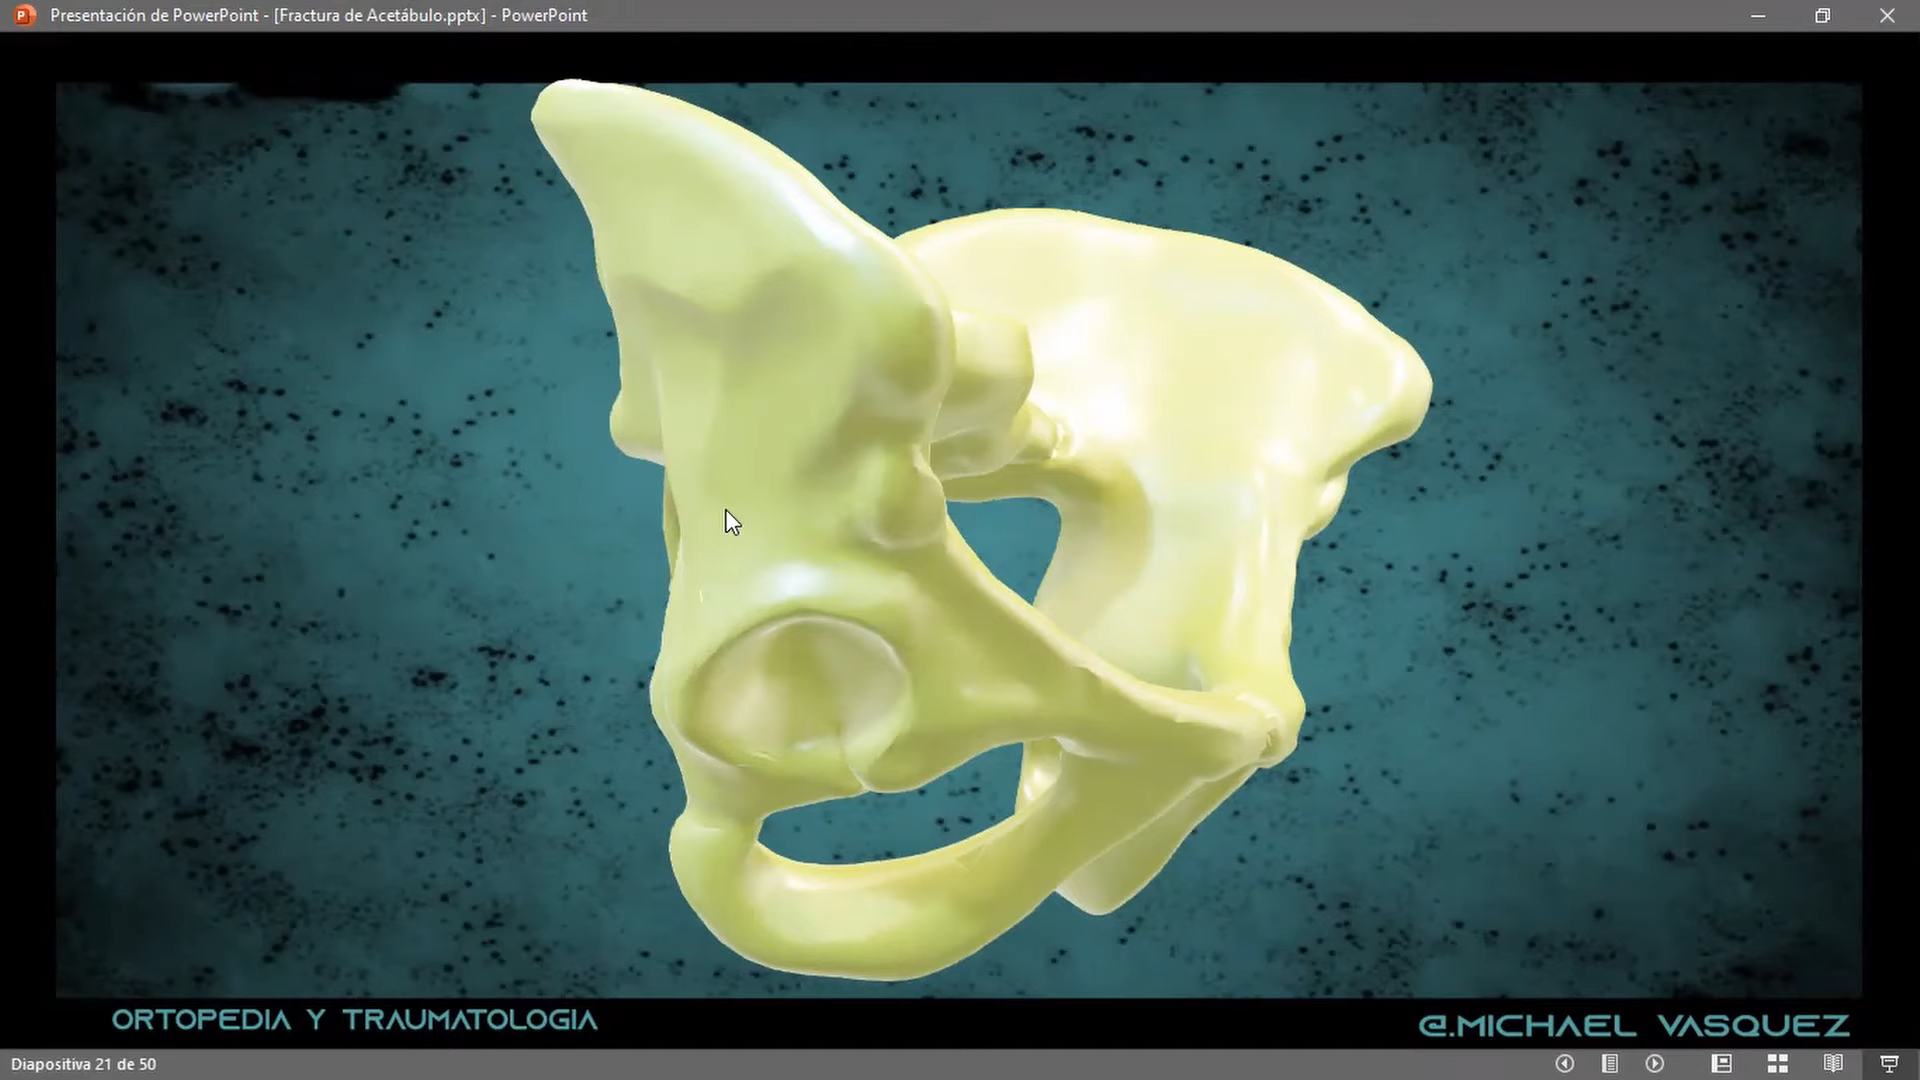 Presentación de PowerPoint - [Fractura de Acetábulo.pptx] - PowerPoint
ORTOPEDIA Y TRAUMATOLOGIA
@.MICHAEL VASQUEZ
Diapositiva 21 de 50